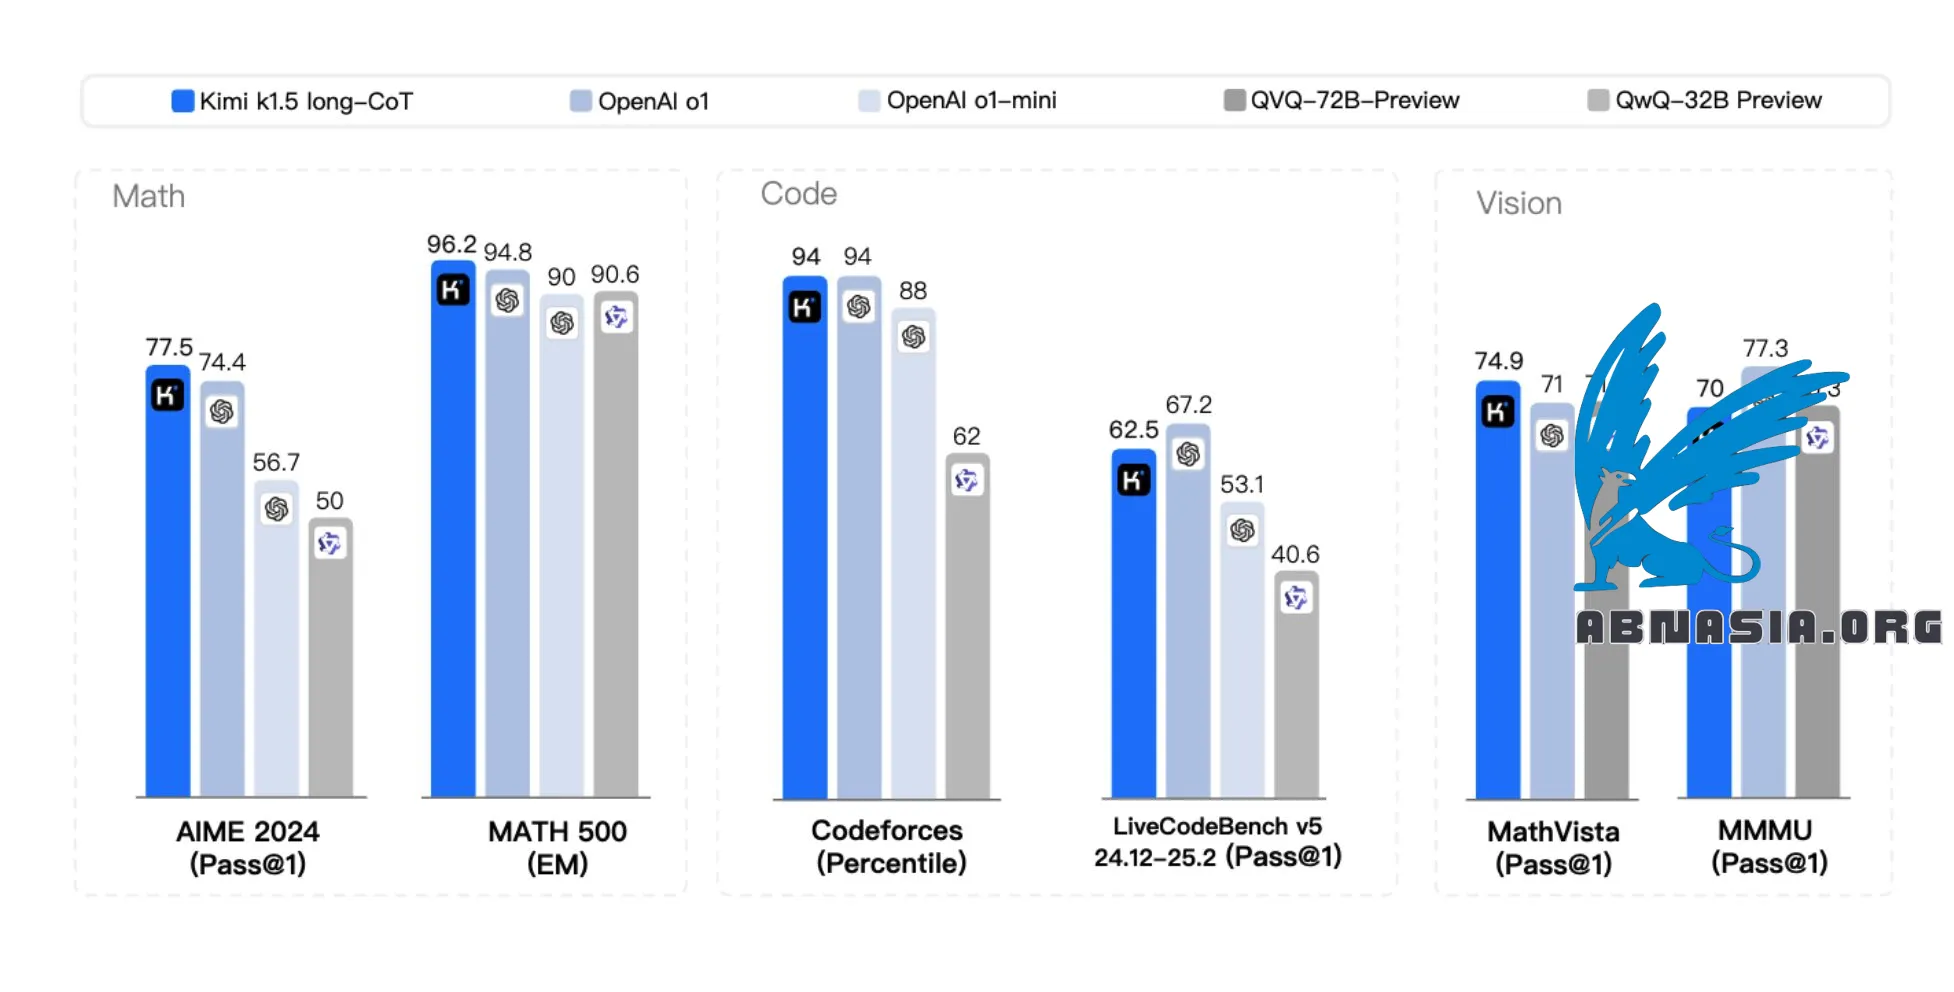 Kimi k1.5 long-CoT
OpenAI o1
OpenAI o1-mini
QVQ-72B-Preview
QwQ-32B Preview
Math
77.5
74.4
56.7
50
AIME 2024
(Pass@1)
96.2
94.8
90
90.6
MATH 500
(EM)
Code
94
94
88
62
Codeforces
(Percentile)
62.5
67.2
53.1
40.6
LiveCodeBench v5
24.12-25.2 (Pass@1)
Vision
74.9
71
MathVista
(Pass@1)
70
77.3
MMMU
(Pass@1)
ABNASIA.ORG